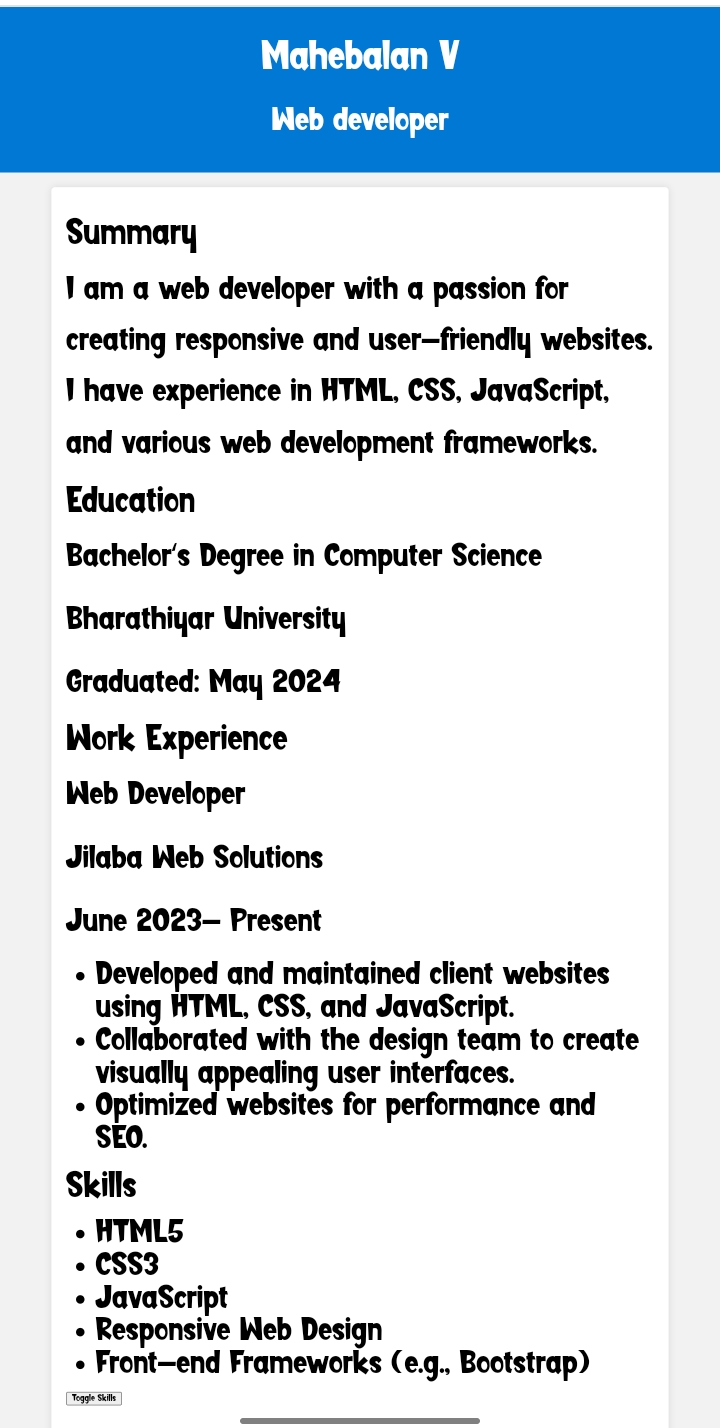 Mahebalan V
Web developer
Summary
I am a web developer with a passion for
creating responsive and user–friendly websites.
I have experience in HTML, CSS, JavaScript,
and various web development frameworks.
Education
Bachelor's Degree in Computer Science
Bharathiyar University
Graduated: May 2024
Work Experience
Web Developer
Jilaba Web Solutions
June 2023– Present
• Developed and maintained client websites
using HTML, CSS, and JavaScript.
• Collaborated with the design team to create
visually appealing user interfaces.
• Optimized websites for performance and
SEO.
Skills
• HTML5
• CSS3
• JavaScript
• Responsive Web Design
• Front–end Frameworks (e.g., Bootstrap)
Toggle Skills